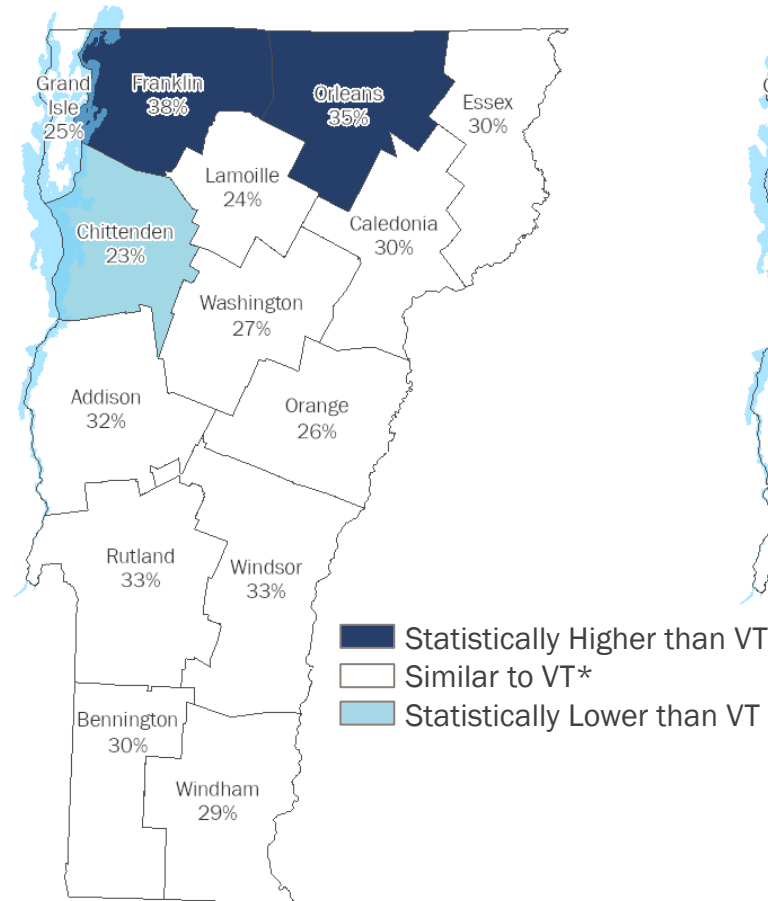 Grand
Isle
25%
Franklin
38%
Orleans
35%
Essex
30%
Lamoille
24%
Caledonia
30%
Chittenden
23%
Washington
27%
Addison
32%
Orange
26%
Rutland
33%
Windsor
33%
Statistically Higher than VT
Similar to VT*
Statistically Lower than VT
Bennington
30%
Windham
29%